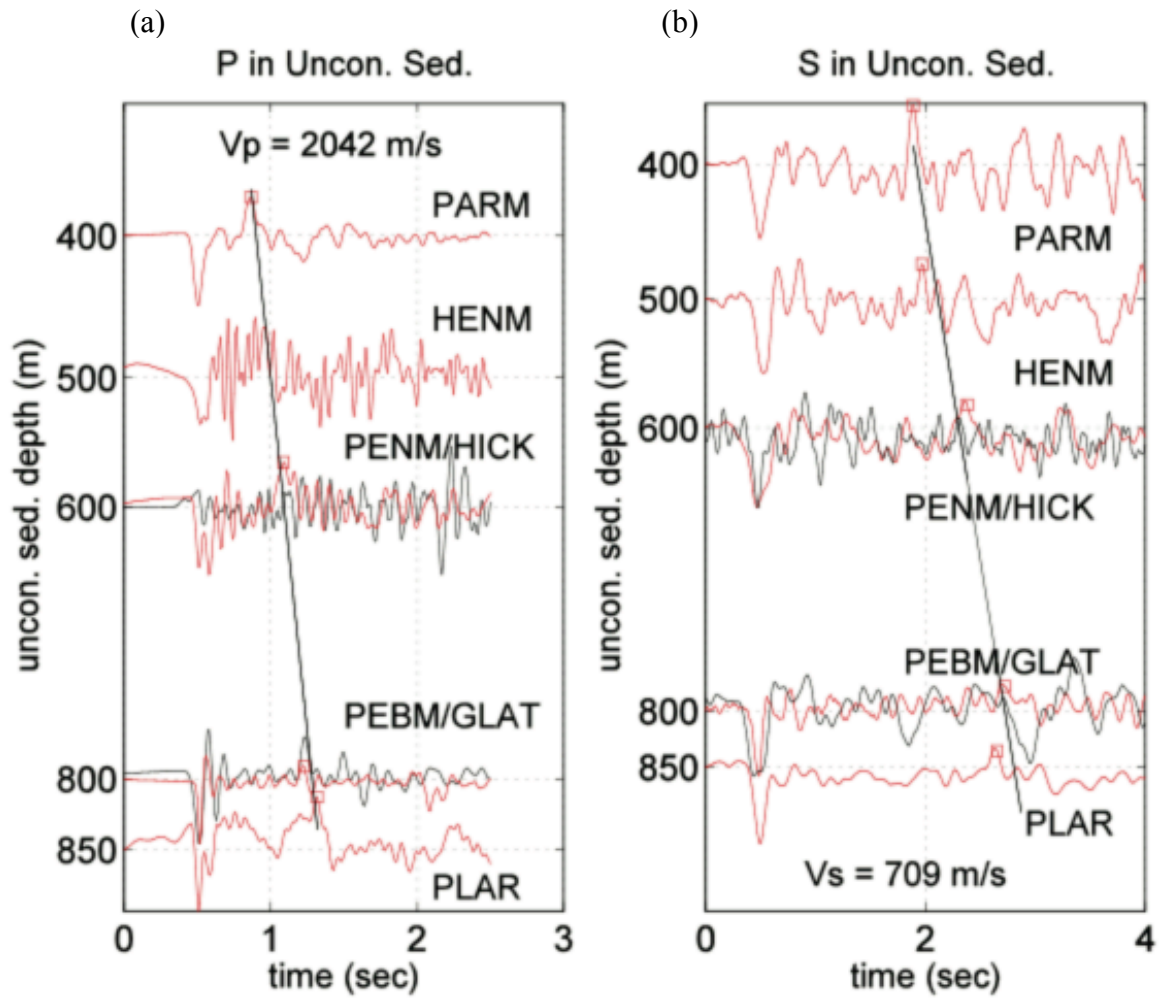 (a)
P in Uncon. Sed.
Vp = 2042 m/s
PARM
HENM
PENM/HICK
PEBM/GLAT
PLAR
400
500
600
800
850
uncon. sed. depth (m)
0 1 2 3
time (sec)
(b)
S in Uncon. Sed.
PARM
HENM
PENM/HICK
PEBM/GLAT
PLAR
Vs = 709 m/s
400
500
600
800
850
uncon. sed. depth (m)
0 2 4
time (sec)